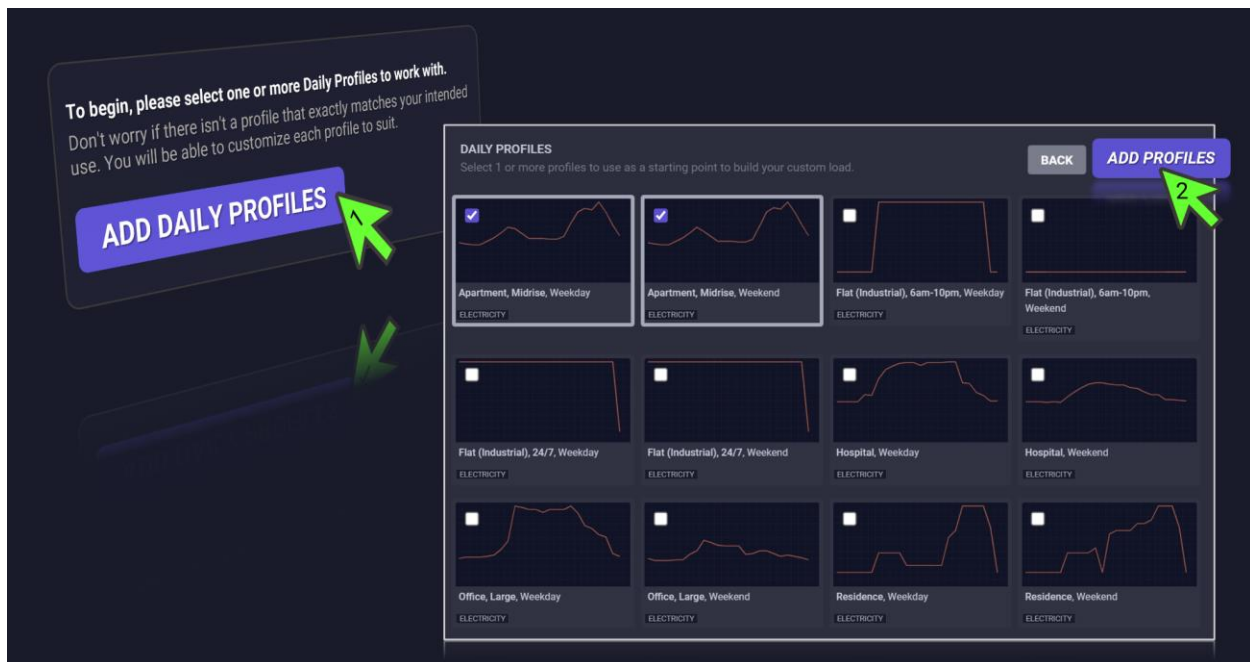 To begin, please select one or more Daily Profiles to work with.
Don't worry if there isn't a profile that exactly matches your intended
use. You will be able to customize each profile to suit.
ADD DAILY PROFILES
1
DAILY PROFILES
Select 1 or more profiles to use as a starting point to build your custom load.
BACK
ADD PROFILES
2
Apartment, Midrise, Weekday
ELECTRICITY
Apartment, Midrise, Weekend
ELECTRICITY
Flat (Industrial), 6am-10pm, Weekday
ELECTRICITY
Flat (Industrial), 6am-10pm,
Weekend
ELECTRICITY
Flat (Industrial), 24/7, Weekday
ELECTRICITY
Flat (Industrial), 24/7, Weekend
ELECTRICITY
Hospital, Weekday
ELECTRICITY
Hospital, Weekend
ELECTRICITY
Office, Large, Weekday
ELECTRICITY
Office, Large, Weekend
ELECTRICITY
Residence, Weekday
ELECTRICITY
Residence, Weekend
ELECTRICITY